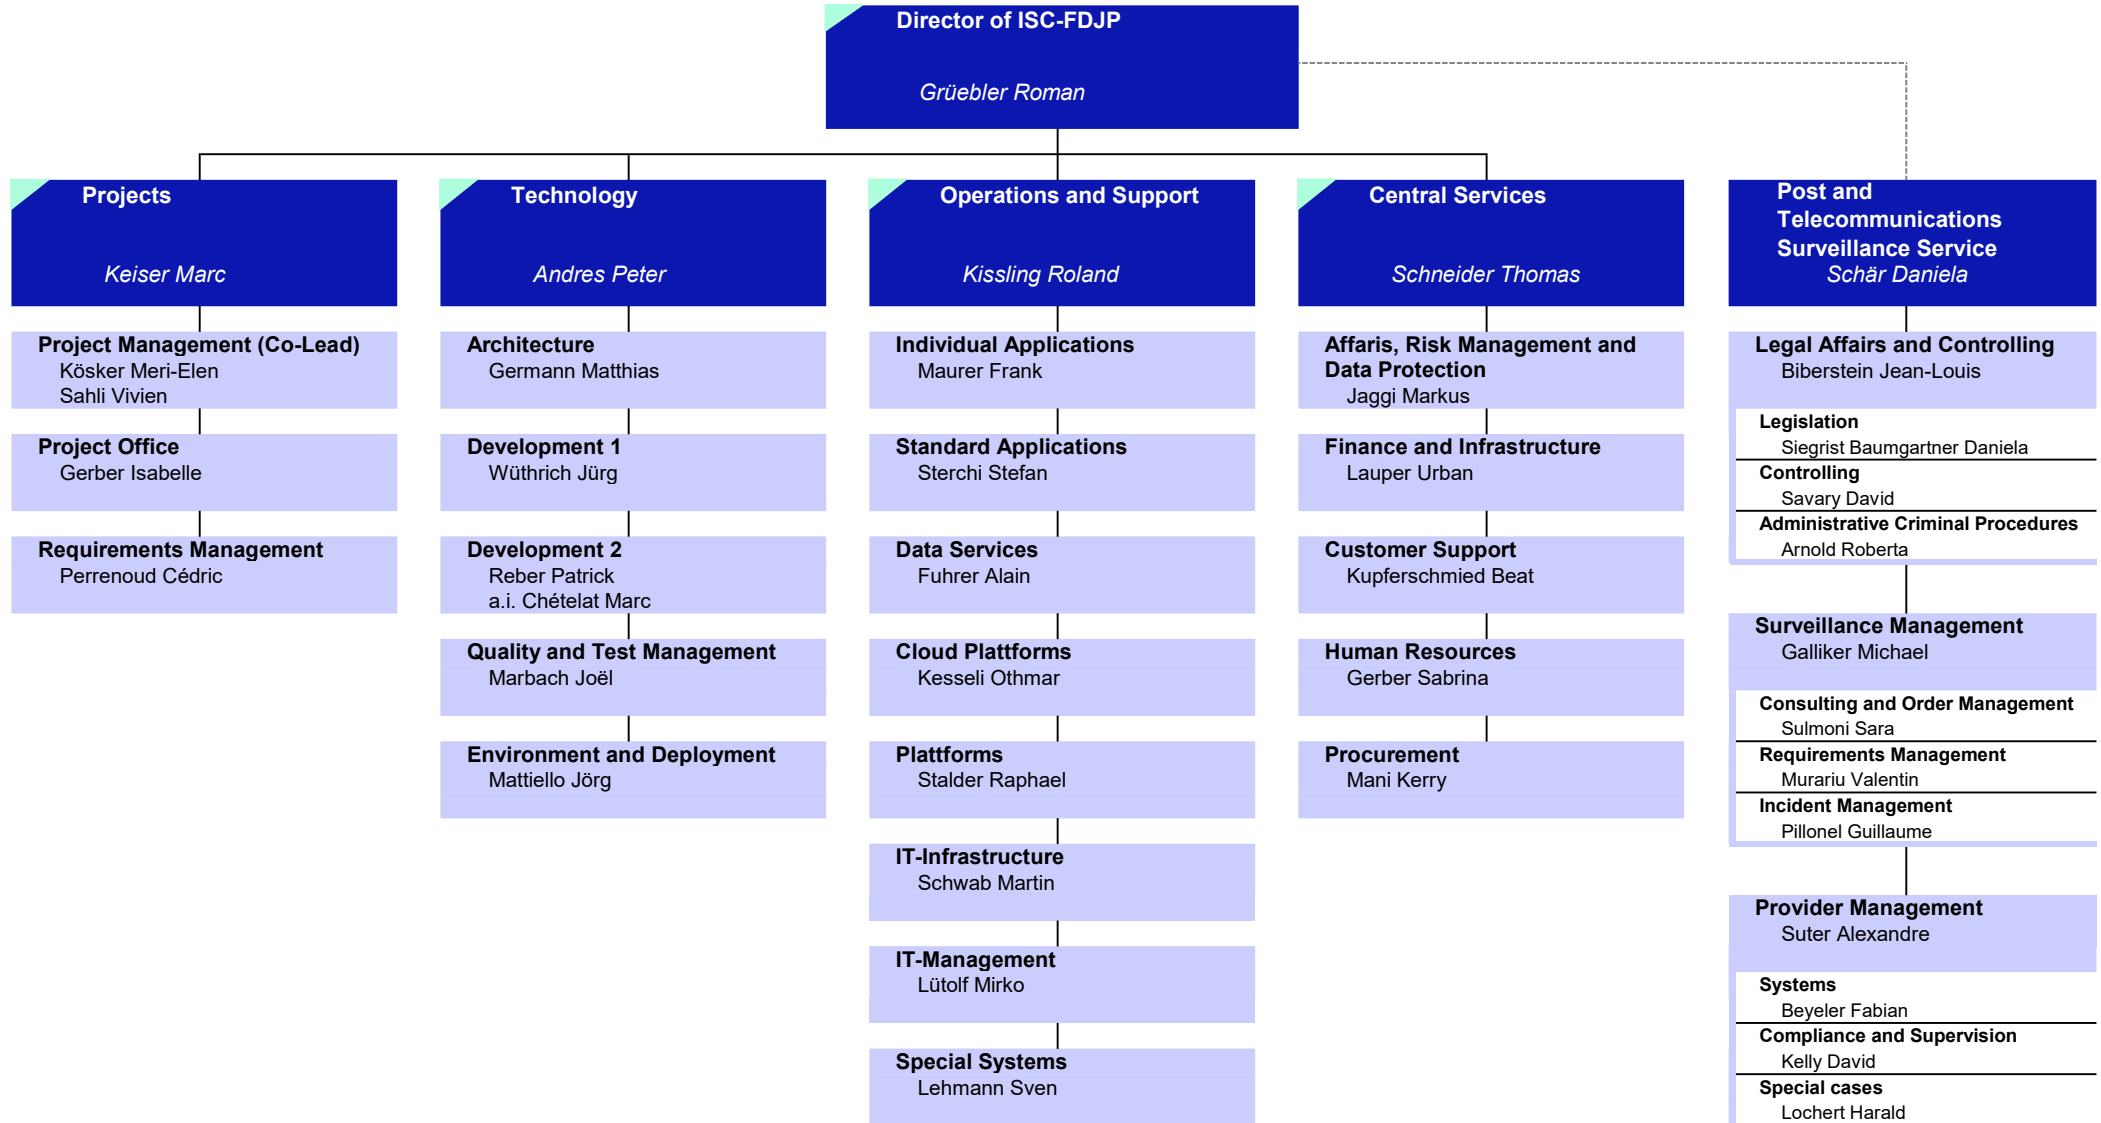 Director of ISC-FDJP
Grüebler Roman
Projects
Keiser Marc
Project Management (Co-Lead)
Kösker Meri-Elen
Sahli Vivien
Project Office
Gerber Isabelle
Requirements Management
Perrenoud Cédric
Technology
Andres Peter
Architecture
Germann Matthias
Development 1
Wüthrich Jürg
Development 2
Reber Patrick
a.i. Chételat Marc
Quality and Test Management
Marbach Joël
Environment and Deployment
Mattiello Jörg
Operations and Support
Kissling Roland
Individual Applications
Maurer Frank
Standard Applications
Sterchi Stefan
Data Services
Fuhrer Alain
Cloud Plattforms
Kesseli Othmar
Plattforms
Stalder Raphael
IT-Infrastructure
Schwab Martin
IT-Management
Lütolf Mirko
Special Systems
Lehmann Sven
Central Services
Schneider Thomas
Affaris, Risk Management and
Data Protection
Jaggi Markus
Finance and Infrastructure
Lauper Urban
Customer Support
Kupferschmied Beat
Human Resources
Gerber Sabrina
Procurement
Mani Kerry
Post and
Telecommunications
Surveillance Service
Schär Daniela
Legal Affairs and Controlling
Biberstein Jean-Louis
Legislation
Siegrist Baumgartner Daniela
Controlling
Savary David
Administrative Criminal Procedures
Arnold Roberta
Surveillance Management
Galliker Michael
Consulting and Order Management
Sulmoni Sara
Requirements Management
Murariu Valentin
Incident Management
Pillonel Guillaume
Provider Management
Suter Alexandre
Systems
Beyeler Fabian
Compliance and Supervision
Kelly David
Special cases
Lochert Harald